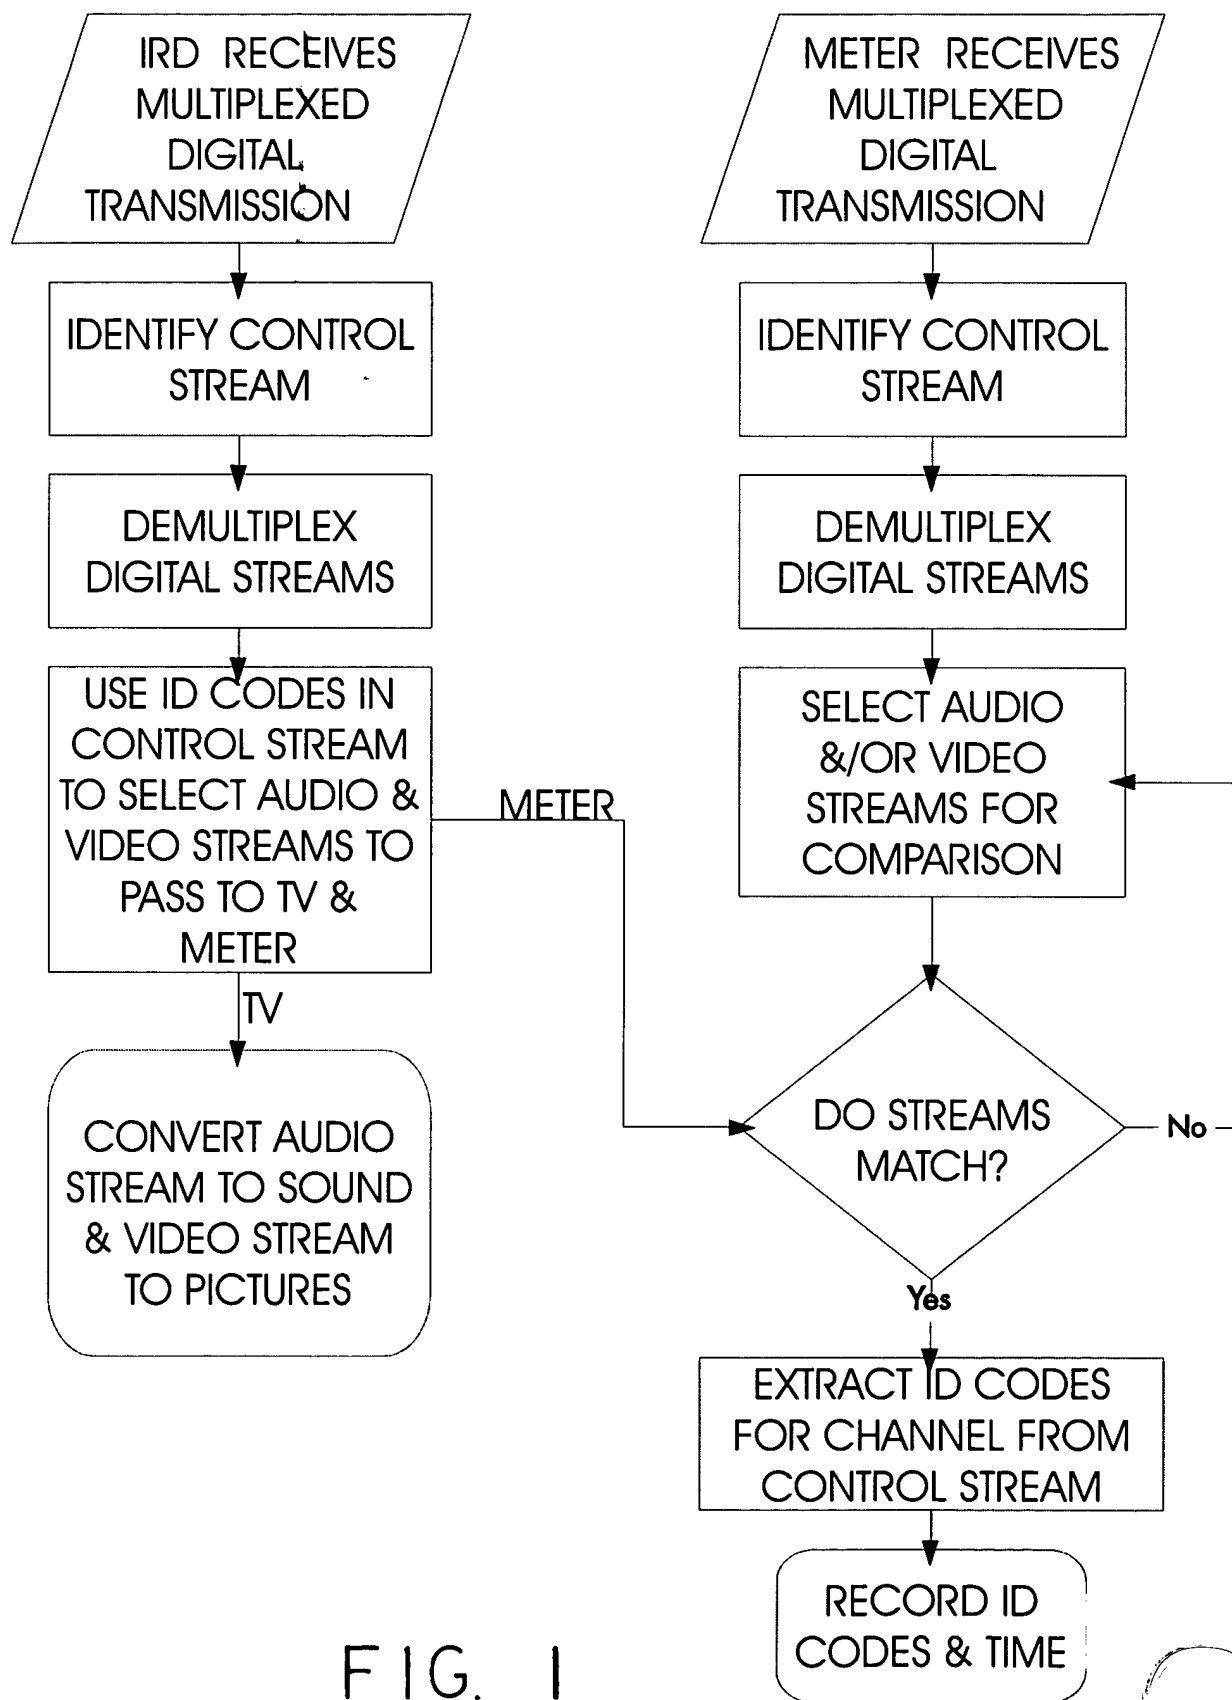 IRD RECEIVES
MULTIPLEXED
DIGITAL
TRANSMISSION
IDENTIFY CONTROL
STREAM
DEMULTIPLEX
DIGITAL STREAMS
USE ID CODES IN
CONTROL STREAM
TO SELECT AUDIO &
VIDEO STREAMS TO
PASS TO TV &
METER
METER
TV
CONVERT AUDIO
STREAM TO SOUND
& VIDEO STREAM
TO PICTURES
METER RECEIVES
MULTIPLEXED
DIGITAL
TRANSMISSION
IDENTIFY CONTROL
STREAM
DEMULTIPLEX
DIGITAL STREAMS
SELECT AUDIO
&/OR VIDEO
STREAMS FOR
COMPARISON
DO STREAMS
MATCH?
No
Yes
EXTRACT ID CODES
FOR CHANNEL FROM
CONTROL STREAM
RECORD ID
CODES & TIME
FIG. 1